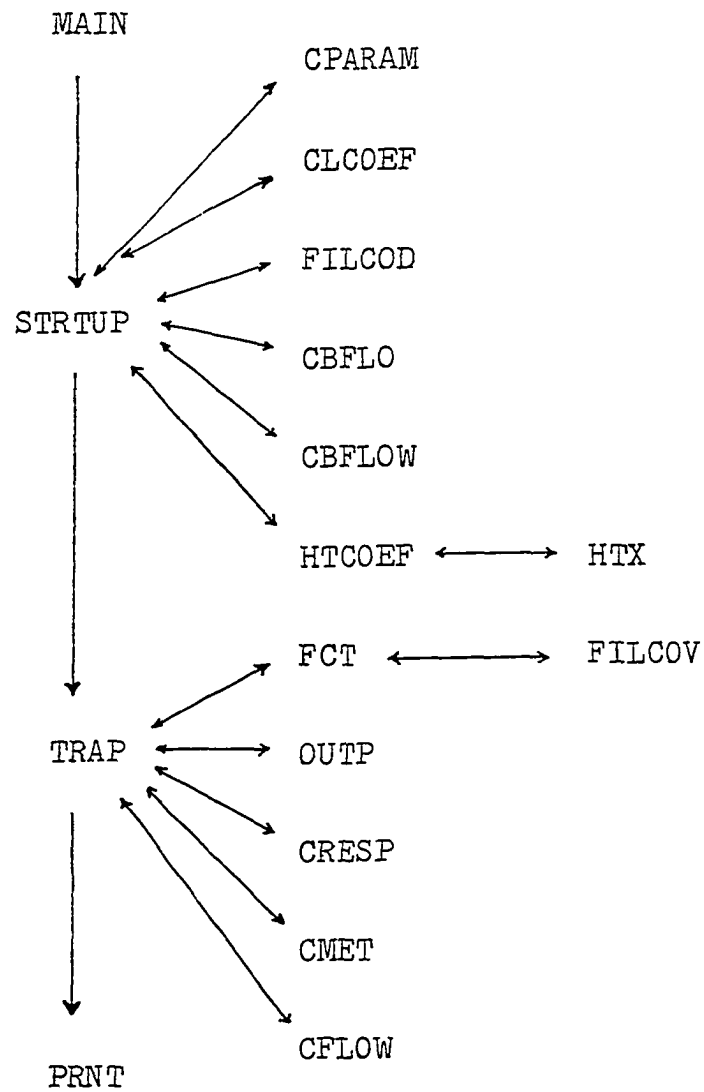 MAIN
CPARAM
CLCOEF
FILCOD
STRTUP
CBFLO
CBFLOW
HTCOEF
HTX
FCT
FILCOV
TRAP
OUTP
CRESP
CMET
CFLOW
PRNT